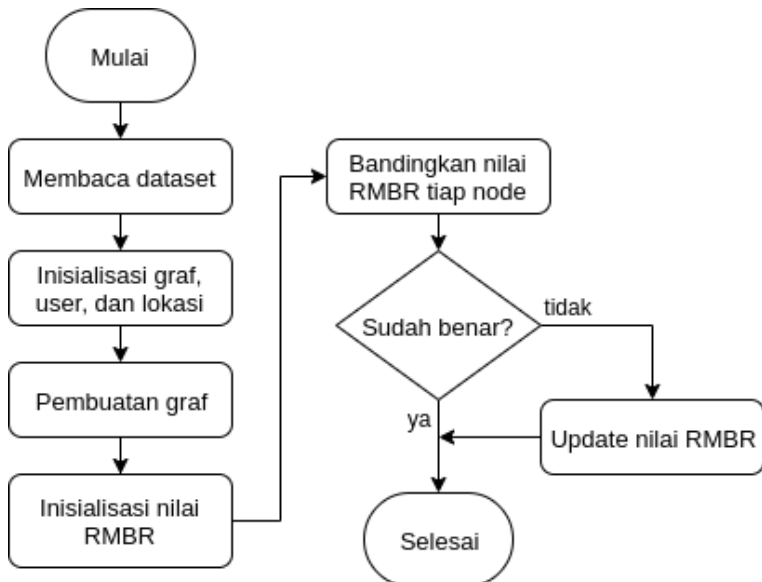 Mulai
Membaca dataset
Inisialisasi graf,
user, dan lokasi
Pembuatan graf
Inisialisasi nilai
RMBR
Bandingkan nilai
RMBR tiap node
Sudah benar?
tidak
ya
Update nilai RMBR
Selesai